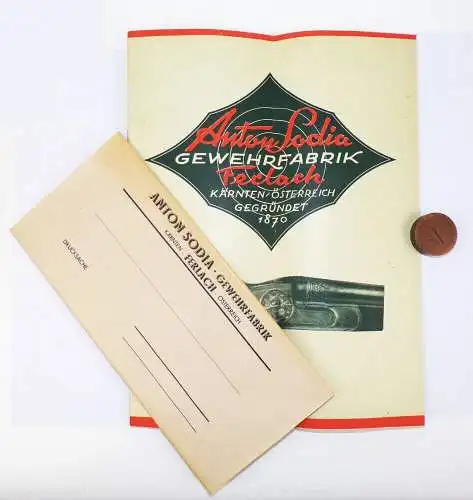 Anton Sodia
GEWEHRFABRIK
Ferlach
KÄRNTEN/ÖSTERREICH
GEGRÜNDET
1870
ANTON SODIA · GEWEHRFABRIK
KÄRNTEN FERLACH ÖSTERREICH
DRUCKSACHE